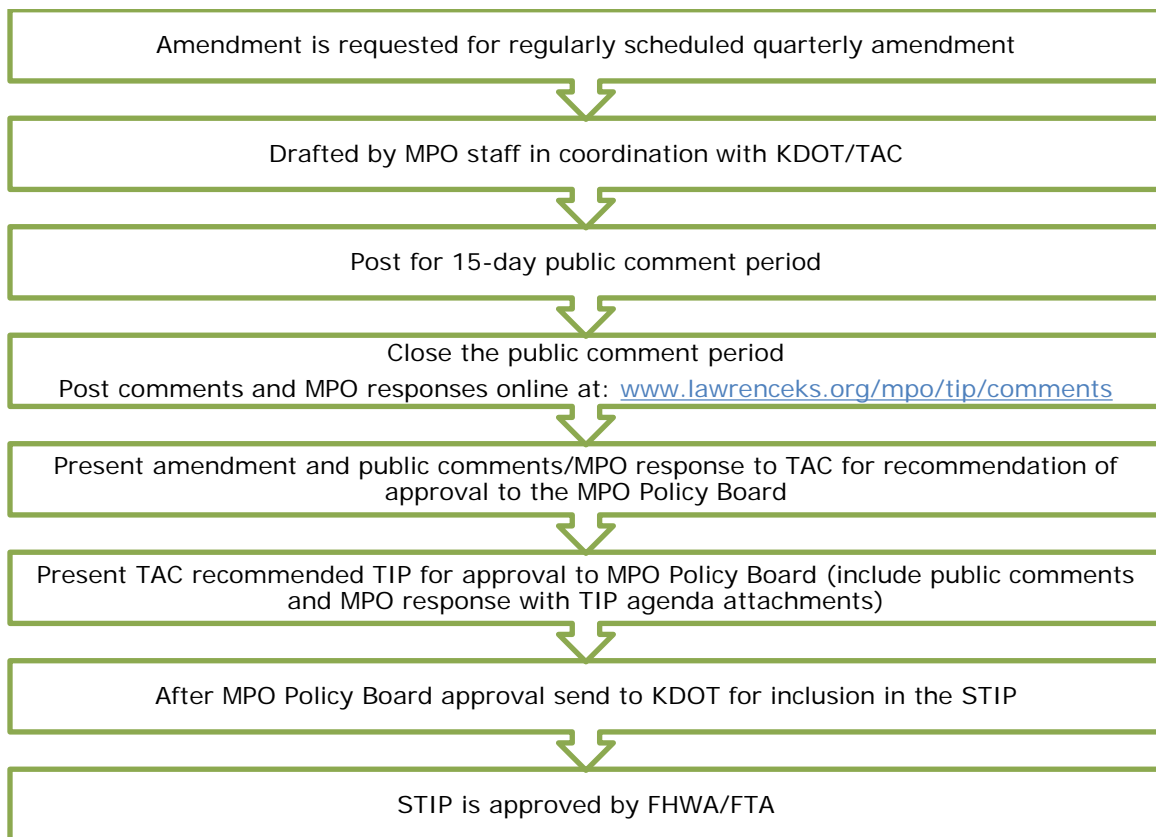 Amendment is requested for regularly scheduled quarterly amendment
Drafted by MPO staff in coordination with KDOT/TAC
Post for 15-day public comment period
Close the public comment period
Post comments and MPO responses online at: www.lawrenceks.org/mpo/tip/comments
Present amendment and public comments/MPO response to TAC for recommendation of
approval to the MPO Policy Board
Present TAC recommended TIP for approval to MPO Policy Board (include public comments
and MPO response with TIP agenda attachments)
After MPO Policy Board approval send to KDOT for inclusion in the STIP
STIP is approved by FHWA/FTA